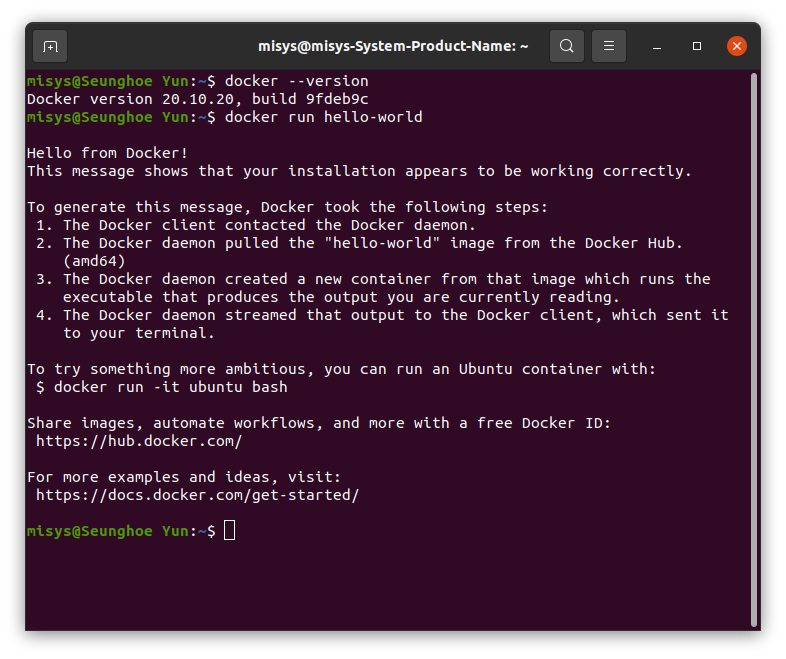 misys@misys-System-Product-Name: ~
misys@Seunghoe Yun:~$ docker --version
Docker version 20.10.20, build 9fdeb9c
misys@Seunghoe Yun:~$ docker run hello-world
Hello from Docker!
This message shows that your installation appears to be working correctly.
To generate this message, Docker took the following steps:
1. The Docker client contacted the Docker daemon.
2. The Docker daemon pulled the "hello-world" image from the Docker Hub.
(amd64)
3. The Docker daemon created a new container from that image which runs the
executable that produces the output you are currently reading.
4. The Docker daemon streamed that output to the Docker client, which sent it
to your terminal.
To try something more ambitious, you can run an Ubuntu container with:
$ docker run -it ubuntu bash
Share images, automate workflows, and more with a free Docker ID:
https://hub.docker.com/
For more examples and ideas, visit:
https://docs.docker.com/get-started/
misys@Seunghoe Yun:~$